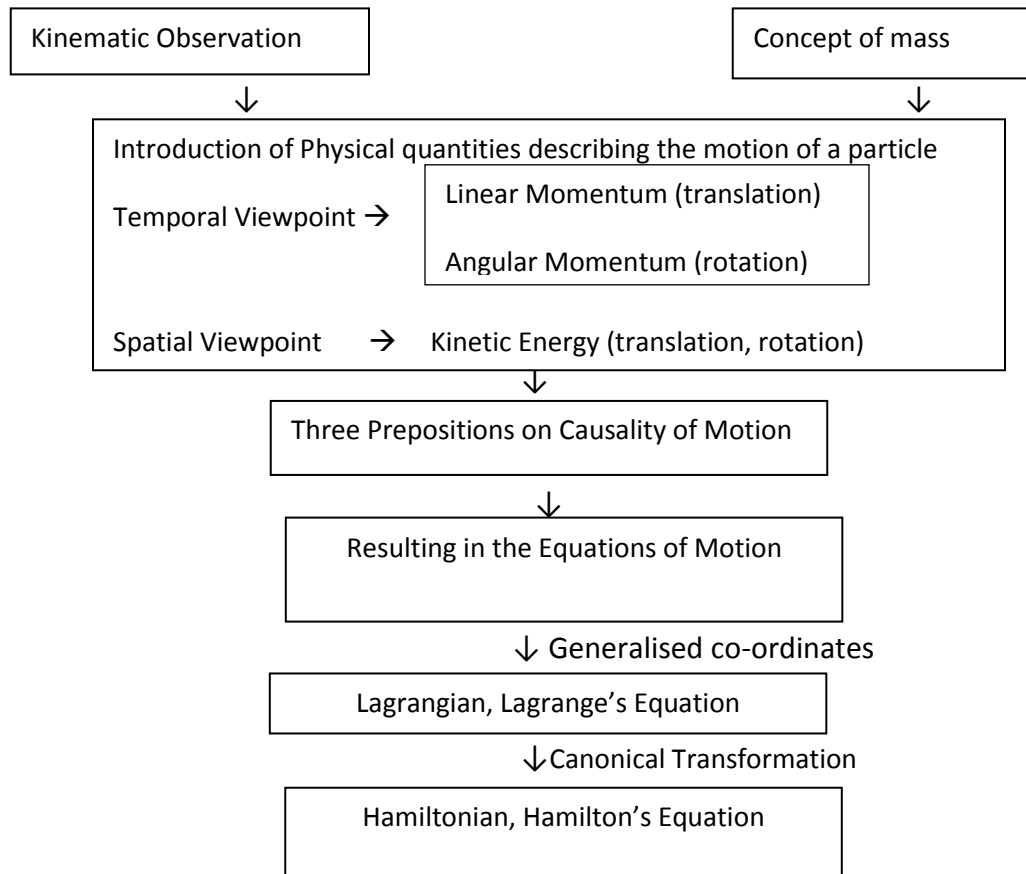 Kinematic Observation
Concept of mass
↓
↓
Introduction of Physical quantities describing the motion of a particle
Temporal Viewpoint →
Linear Momentum (translation)
Angular Momentum (rotation)
Spatial Viewpoint → Kinetic Energy (translation, rotation)
↓
Three Prepositions on Causality of Motion
↓
Resulting in the Equations of Motion
↓ Generalised co-ordinates
Lagrangian, Lagrange’s Equation
↓Canonical Transformation
Hamiltonian, Hamilton’s Equation